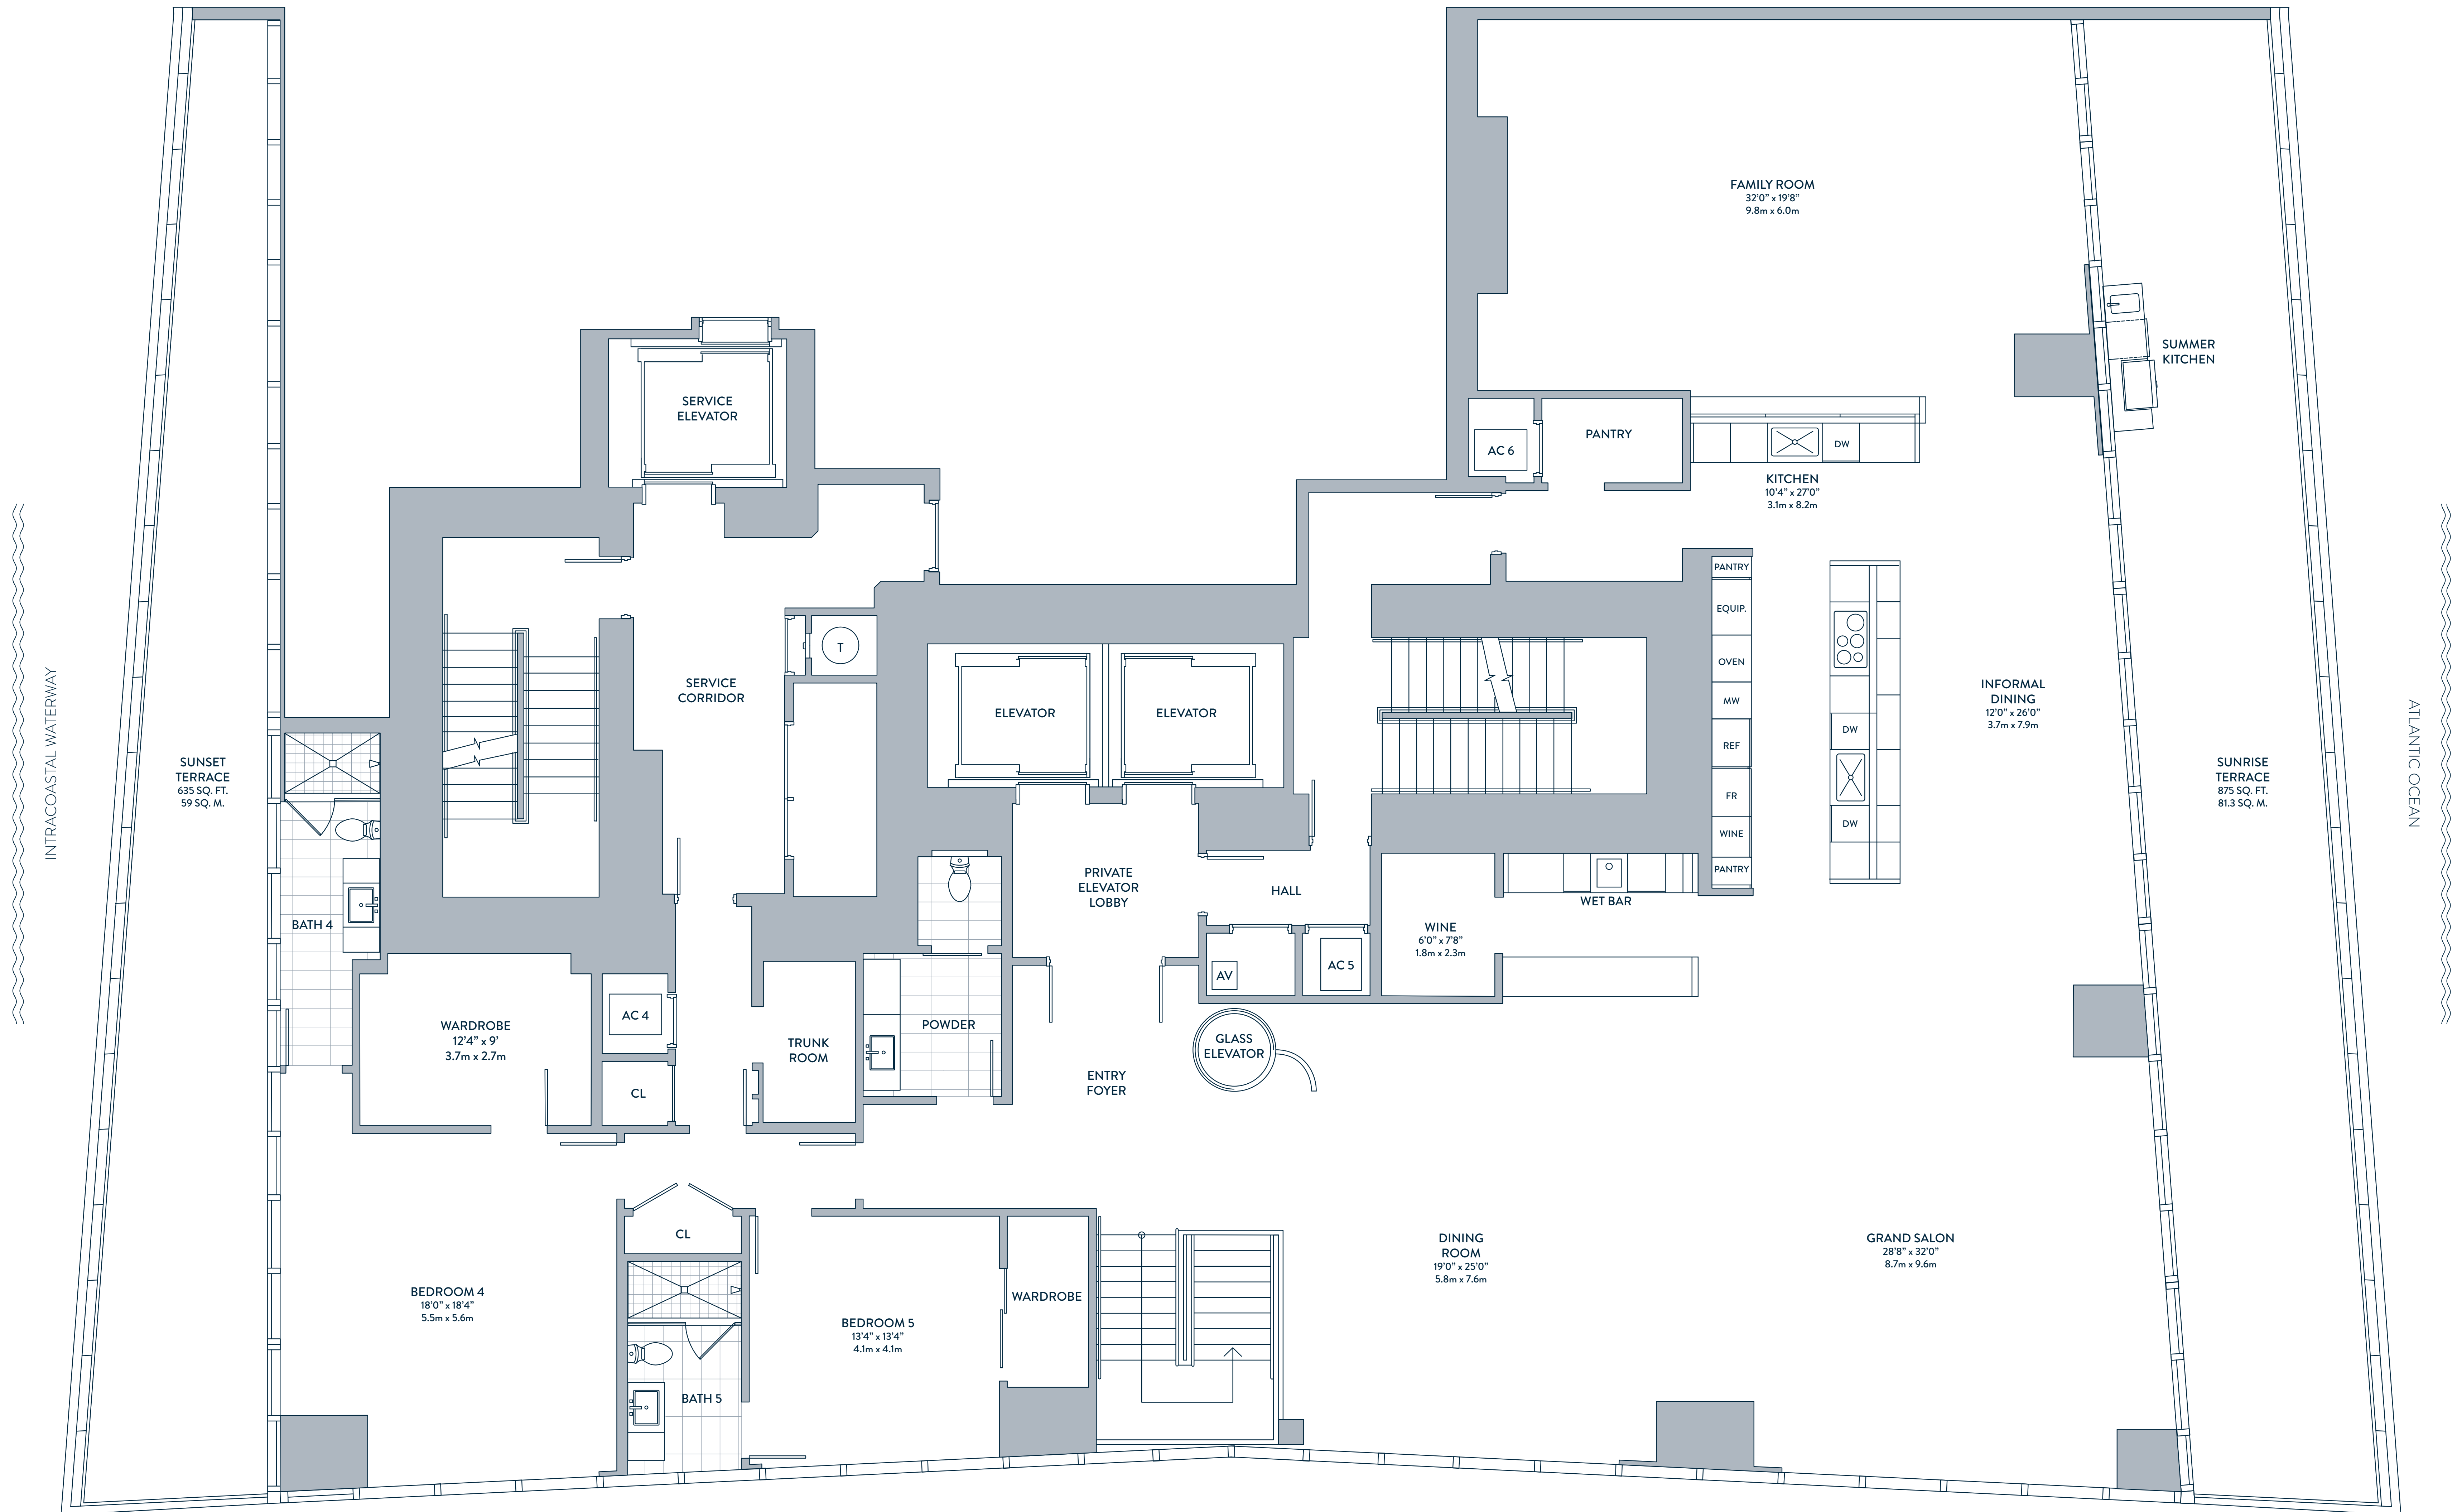 FAMILY ROOM
32'0" x 19'8"
9.8m x 6.0m
SUMMER
KITCHEN
SERVICE
ELEVATOR
AC 6
PANTRY
DW
KITCHEN
10'4" x 27'0"
3.1m x 8.2m
PANTRY
EQUIP.
OVEN
MW
REF
FR
WINE
PANTRY
DW
DW
INFORMAL
DINING
12'0" x 26'0"
3.7m x 7.9m
T
SERVICE
CORRIDOR
ELEVATOR
ELEVATOR
INTRACOASTAL WATERWAY
SUNSET
TERRACE
635 SQ. FT.
59 SQ. M.
SUNRISE
TERRACE
875 SQ. FT.
81.3 SQ. M.
ATLANTIC OCEAN
PRIVATE
ELEVATOR
LOBBY
HALL
WET BAR
BATH 4
WINE
6'0" x 7'8"
1.8m x 2.3m
AV
AC 5
WARDROBE
12'4" x 9'
3.7m x 2.7m
AC 4
TRUNK
ROOM
POWDER
GLASS
ELEVATOR
CL
ENTRY
FOYER
CL
DINING
ROOM
19'0" x 25'0"
5.8m x 7.6m
GRAND SALON
28'8" x 32'0"
8.7m x 9.6m
BEDROOM 4
18'0" x 18'4"
5.5m x 5.6m
WARDROBE
BEDROOM 5
13'4" x 13'4"
4.1m x 4.1m
BATH 5